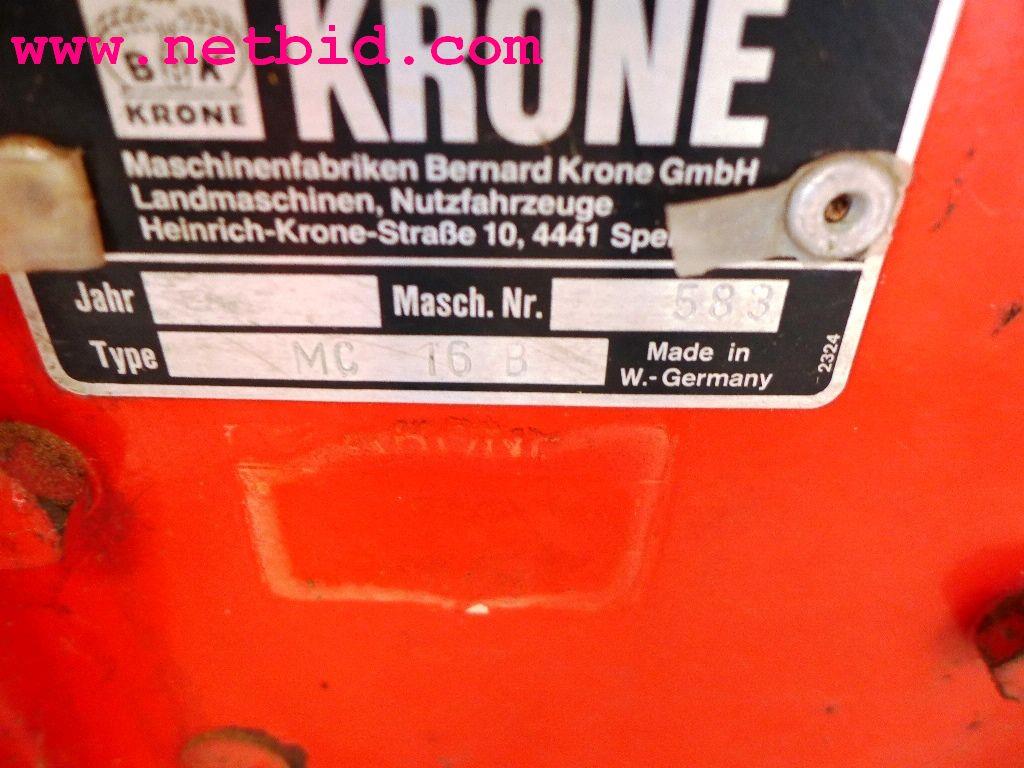 www.netbid.com
KRONE
B K
KRONE
Maschinenfabriken Bernard Krone GmbH
Landmaschinen, Nutzfahrzeuge
Heinrich-Krone-Straße 10, 4441 Spe
Jahr
Masch. Nr. 583
Type MC 16 B
Made in
W.-Germany
2324